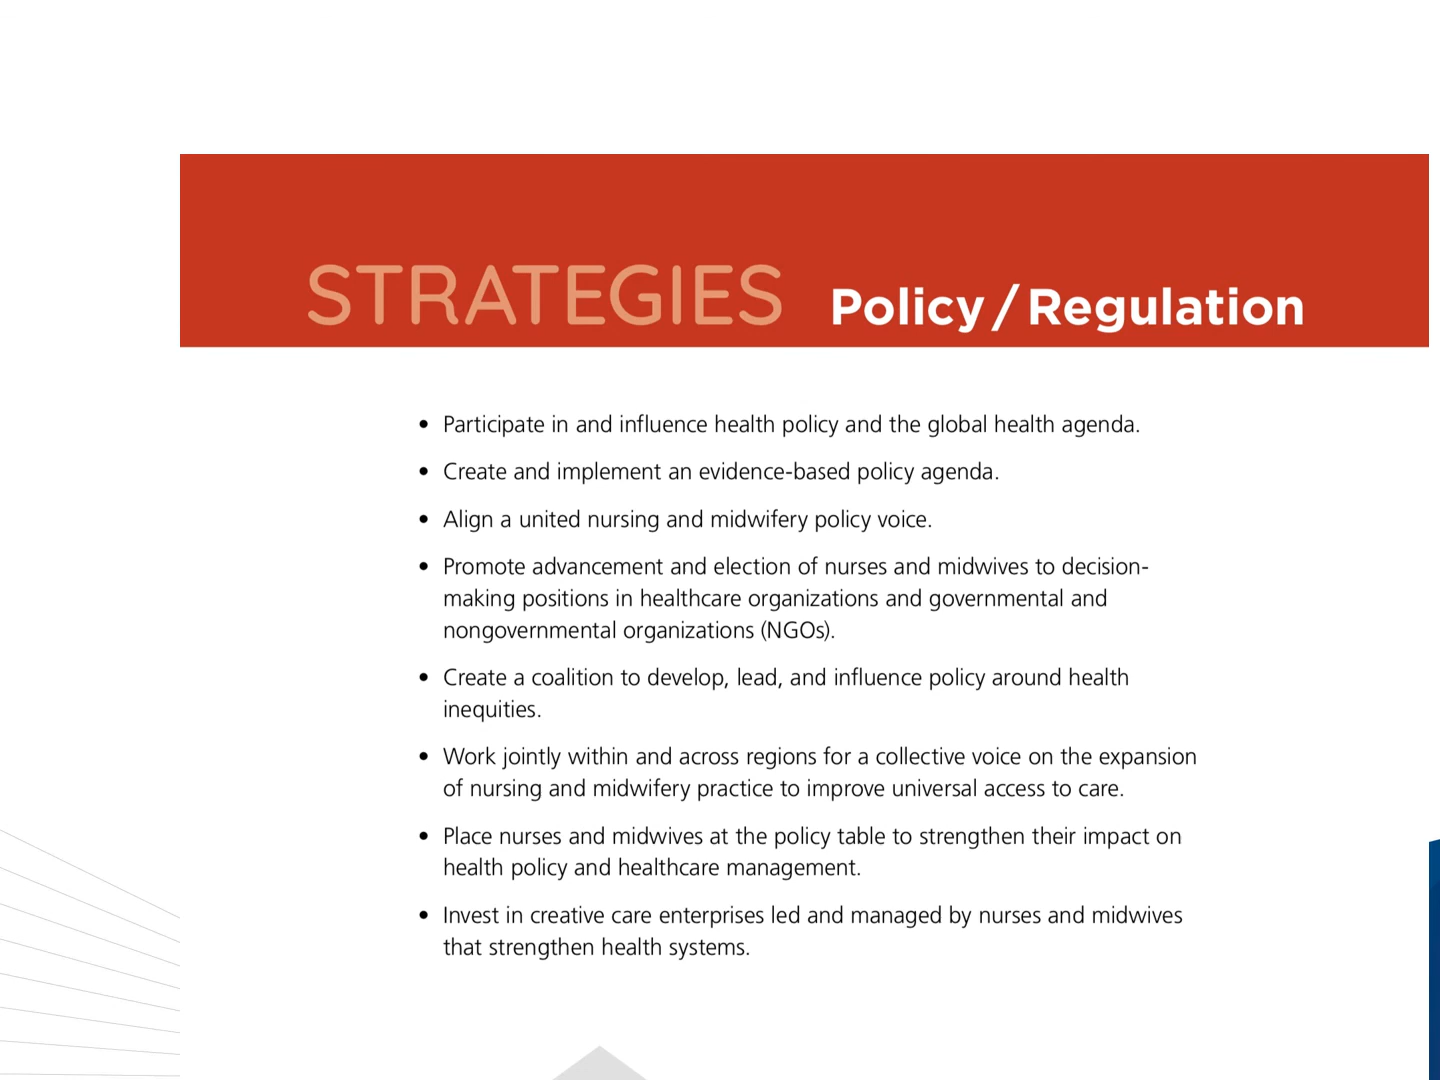 STRATEGIES Policy / Regulation
• Participate in and influence health policy and the global health agenda.
• Create and implement an evidence-based policy agenda.
• Align a united nursing and midwifery policy voice.
• Promote advancement and election of nurses and midwives to decision-
making positions in healthcare organizations and governmental and
nongovernmental organizations (NGOs).
• Create a coalition to develop, lead, and influence policy around health
inequities.
• Work jointly within and across regions for a collective voice on the expansion
of nursing and midwifery practice to improve universal access to care.
• Place nurses and midwives at the policy table to strengthen their impact on
health policy and healthcare management.
• Invest in creative care enterprises led and managed by nurses and midwives
that strengthen health systems.